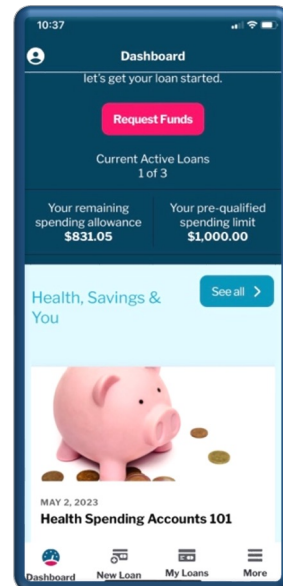 10:37
Dashboard
let's get your loan started.
Request Funds
Current Active Loans
1 of 3
Your remaining
spending allowance
$831.05
Your pre-qualified
spending limit
$1,000.00
Health, Savings &
You
See all
MAY 2, 2023
Health Spending Accounts 101
Dashboard
New Loan
My Loans
More